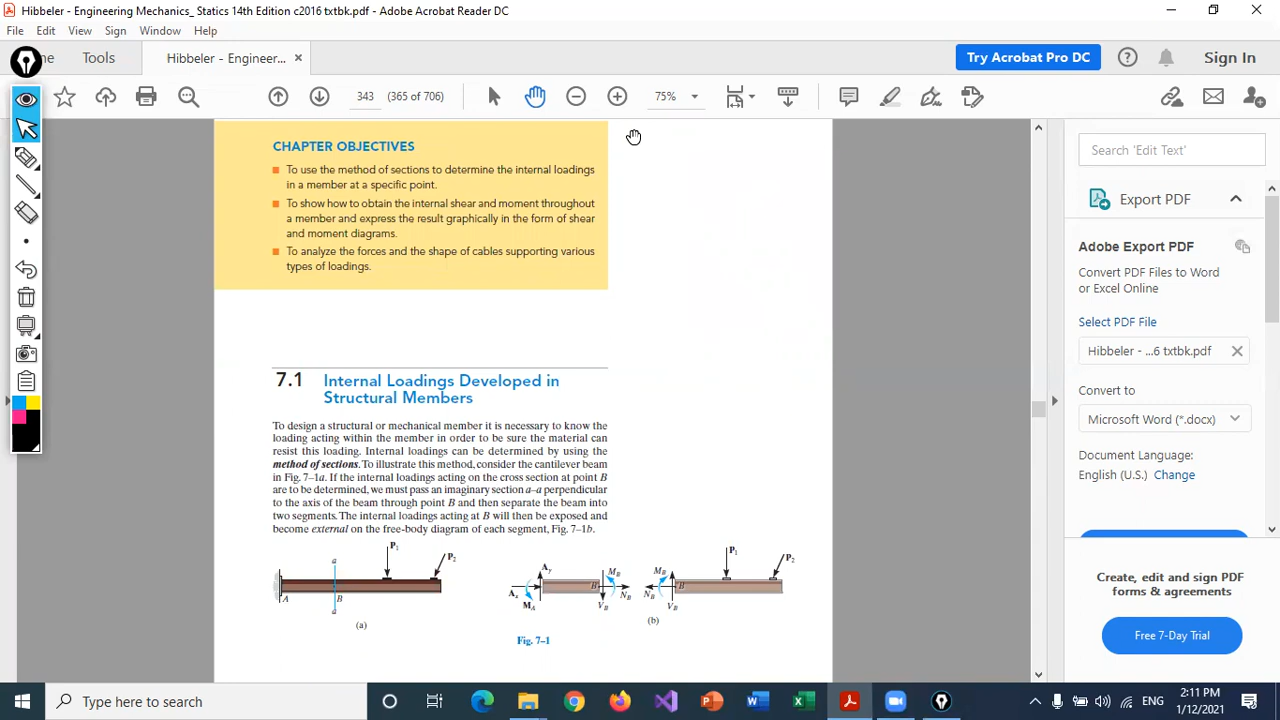 Hibbeler - Engineering Mechanics_ Statics 14th Edition c2016 txtbk.pdf - Adobe Acrobat Reader DC
File Edit View Sign Window Help
me Tools Hibbeler - Engineer... ×
Try Acrobat Pro DC Sign In
343 (365 of 706) 75%
CHAPTER OBJECTIVES
To use the method of sections to determine the internal loadings
in a member at a specific point.
To show how to obtain the internal shear and moment throughout
a member and express the result graphically in the form of shear
and moment diagrams.
To analyze the forces and the shape of cables supporting various
types of loadings.
7.1 Internal Loadings Developed in
Structural Members
To design a structural or mechanical member it is necessary to know the
loading acting within the member in order to be sure the material can
resist this loading. Internal loadings can be determined by using the
method of sections. To illustrate this method, consider the cantilever beam
in Fig. 7–1a. If the internal loadings acting on the cross section at point B
are to be determined, we must pass an imaginary section a–a perpendicular
to the axis of the beam through point B and then separate the beam into
two segments. The internal loadings acting at B will then be exposed and
become external on the free-body diagram of each segment, Fig. 7–1b.
a P1 P2
A B
a
(a)
Ay MB
Ax B NB
MA VB
P1 P2
MB
NB B
VB
(b)
Fig. 7–1
Search 'Edit Text'
Export PDF
Adobe Export PDF
Convert PDF Files to Word
or Excel Online
Select PDF File
Hibbeler - ...6 txtbk.pdf
Convert to
Microsoft Word (*.docx)
Document Language:
English (U.S.) Change
Create, edit and sign PDF
forms & agreements
Free 7-Day Trial
Type here to search
ENG
2:11 PM
1/12/2021